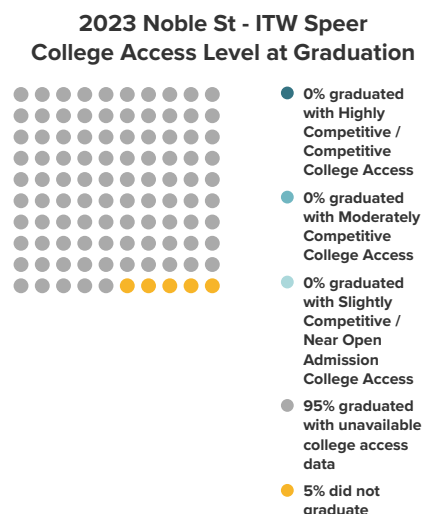 2023 Noble St - ITW Speer
College Access Level at Graduation
0% graduated
with Highly
Competitive /
Competitive
College Access
0% graduated
with Moderately
Competitive
College Access
0% graduated
with Slightly
Competitive /
Near Open
Admission
College Access
95% graduated
with unavailable
college access
data
5% did not
graduate